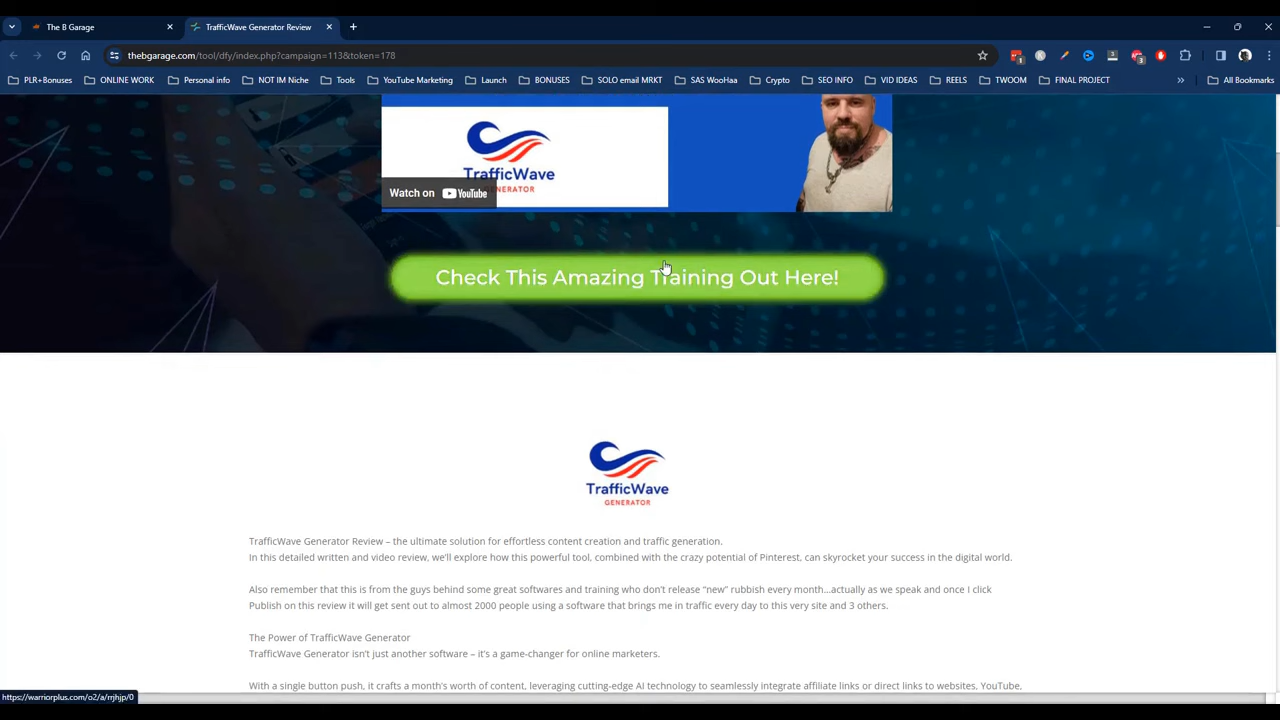 The B Garage
TrafficWave Generator Review
thebgarage.com/tool/dfy/index.php?campaign=113&token=178
PLR+Bonuses
ONLINE WORK
Personal info
NOT IM Niche
Tools
YouTube Marketing
Launch
BONUSES
SOLO email MRKT
SAS WooHaa
Crypto
SEO INFO
VID IDEAS
REELS
TWOOM
FINAL PROJECT
All Bookmarks
TrafficWave
GENERATOR
Watch on YouTube
Check This Amazing Training Out Here!
TrafficWave
GENERATOR
TrafficWave Generator Review – the ultimate solution for effortless content creation and traffic generation.
In this detailed written and video review, we'll explore how this powerful tool, combined with the crazy potential of Pinterest, can skyrocket your success in the digital world.
Also remember that this is from the guys behind some great softwares and training who don't release "new" rubbish every month...actually as we speak and once I click
Publish on this review it will get sent out to almost 2000 people using a software that brings me in traffic every day to this very site and 3 others.
The Power of TrafficWave Generator
TrafficWave Generator isn't just another software – it's a game-changer for online marketers.
With a single button push, it crafts a month's worth of content, leveraging cutting-edge AI technology to seamlessly integrate affiliate links or direct links to websites, YouTube,
https://warriorplus.com/o2/a/rrjhjp/0